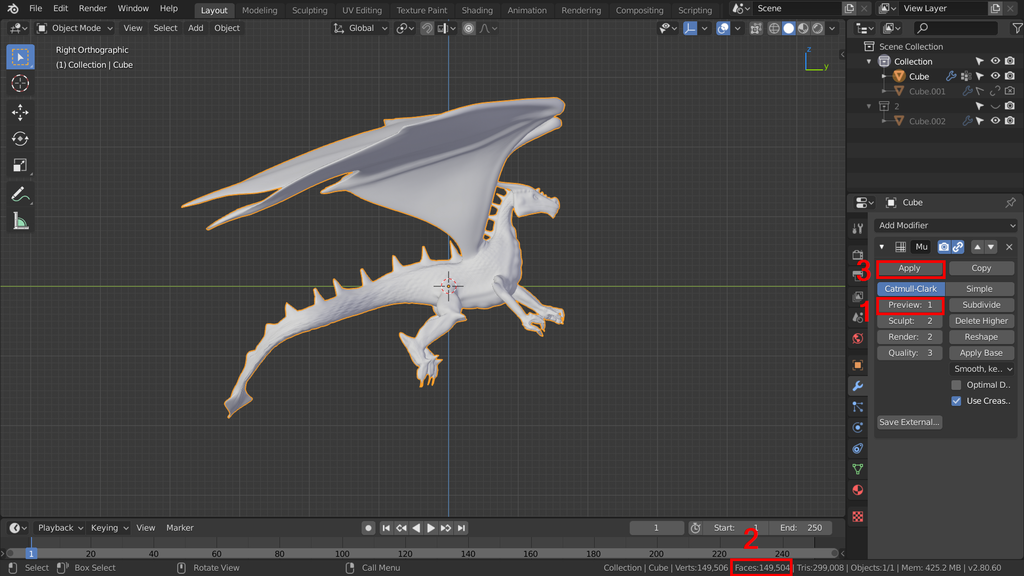 File Edit Render Window Help Layout Modeling Sculpting UV Editing Texture Paint Shading Animation Rendering Compositing Scripting Scene View Layer
Object Mode View Select Add Object Global
Right Orthographic
(1) Collection | Cube
z
y
Scene Collection
Collection
Cube
Cube.001
2
Cube.002
Cube
Add Modifier
Mu
3 Apply Copy
Catmull-Clark Simple
1 Preview: 1 Subdivide
Sculpt: 2 Delete Higher
Render: 2 Reshape
Quality: 3 Apply Base
Smooth, ke..
Optimal D..
Use Creas..
Save External...
Playback Keying View Marker 1 Start: 1 End: 250
2
1 20 40 60 80 100 120 140 160 180 200 220 240
Select Box Select Rotate View Call Menu Collection | Cube | Verts:149,506 | Faces:149,504 | Tris:299,008 | Objects:1/1 | Mem: 425.2 MB | v2.80.60